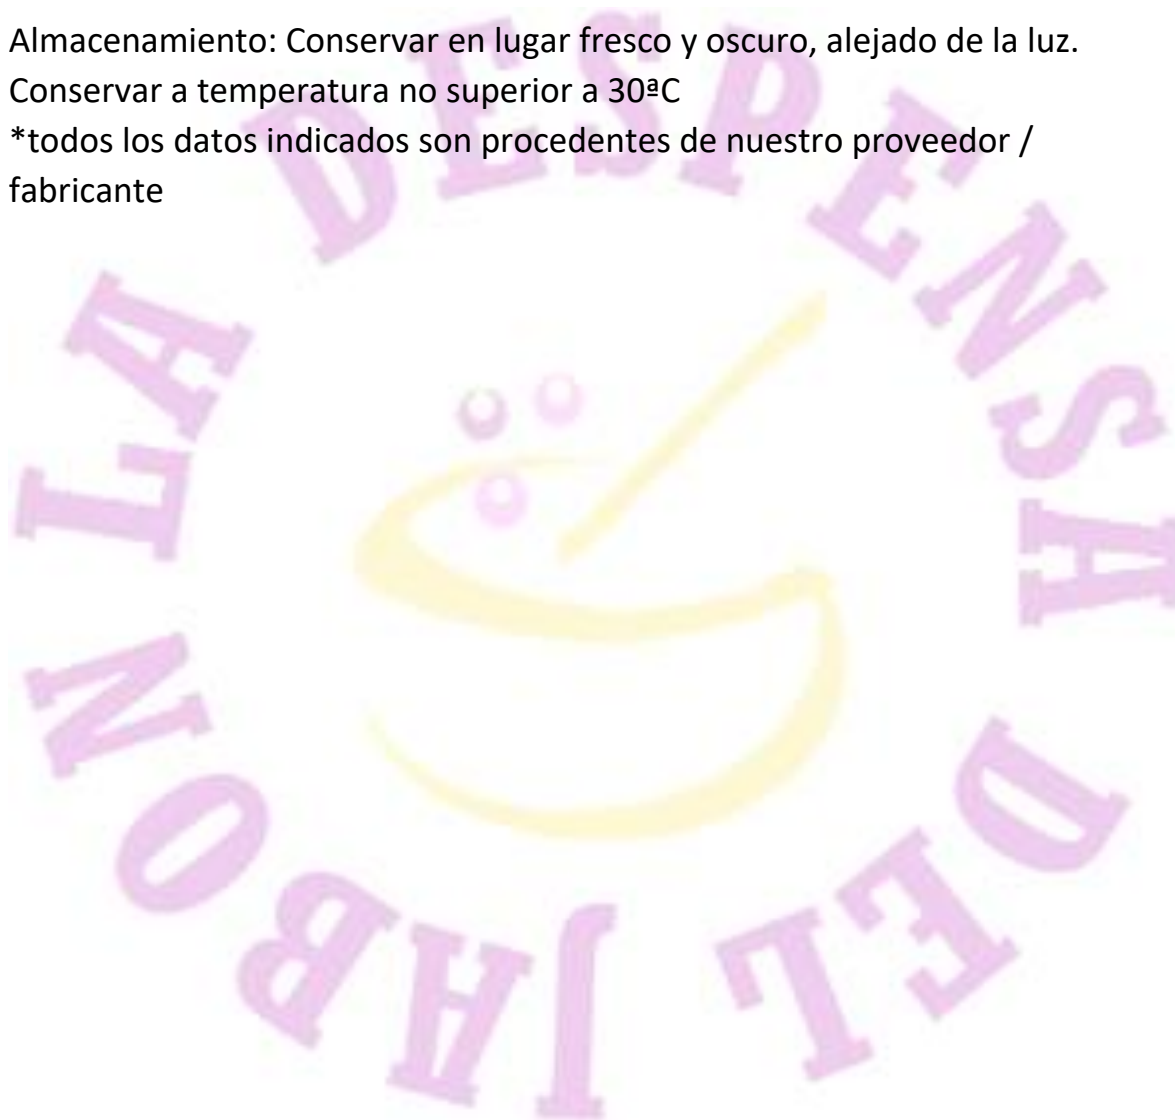 Almacenamiento: Conservar en lugar fresco y oscuro, alejado de la luz.
Conservar a temperatura no superior a 30ªC
*todos los datos indicados son procedentes de nuestro proveedor /
fabricante
LA DESPENSA DEL JABON